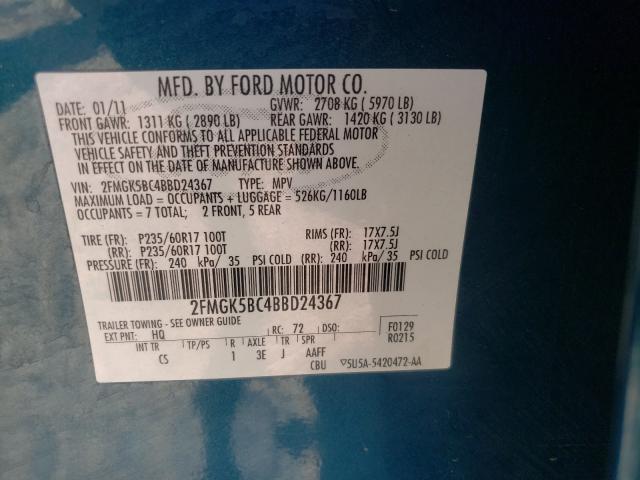 MFD. BY FORD MOTOR CO.
DATE: 01/11 GVWR: 2708 KG ( 5970 LB)
FRONT GAWR: 1311 KG ( 2890 LB) REAR GAWR: 1420 KG ( 3130 LB)
THIS VEHICLE CONFORMS TO ALL APPLICABLE FEDERAL MOTOR
VEHICLE SAFETY AND THEFT PREVENTION STANDARDS
IN EFFECT ON THE DATE OF MANUFACTURE SHOWN ABOVE.
VIN: 2FMGK5BC4BBD24367 TYPE: MPV
MAXIMUM LOAD = OCCUPANTS + LUGGAGE = 526KG/1160LB
OCCUPANTS = 7 TOTAL; 2 FRONT, 5 REAR
TIRE (FR): P235/60R17 100T RIMS (FR): 17X7.5J
(RR): P235/60R17 100T (RR): 17X7.5J
PRESSURE (FR): 240 kPa/ 35 PSI COLD (RR): 240 kPa/ 35 PSI COLD
2FMGK5BC4BBD24367
TRAILER TOWING - SEE OWNER GUIDE
EXT PNT: HQ RC: 72 DSO: F0129
R0215
INT TR TP/PS R AXLE TR SPR
CS 1 3E J AAFF
CBU 5U5A-5420472-AA